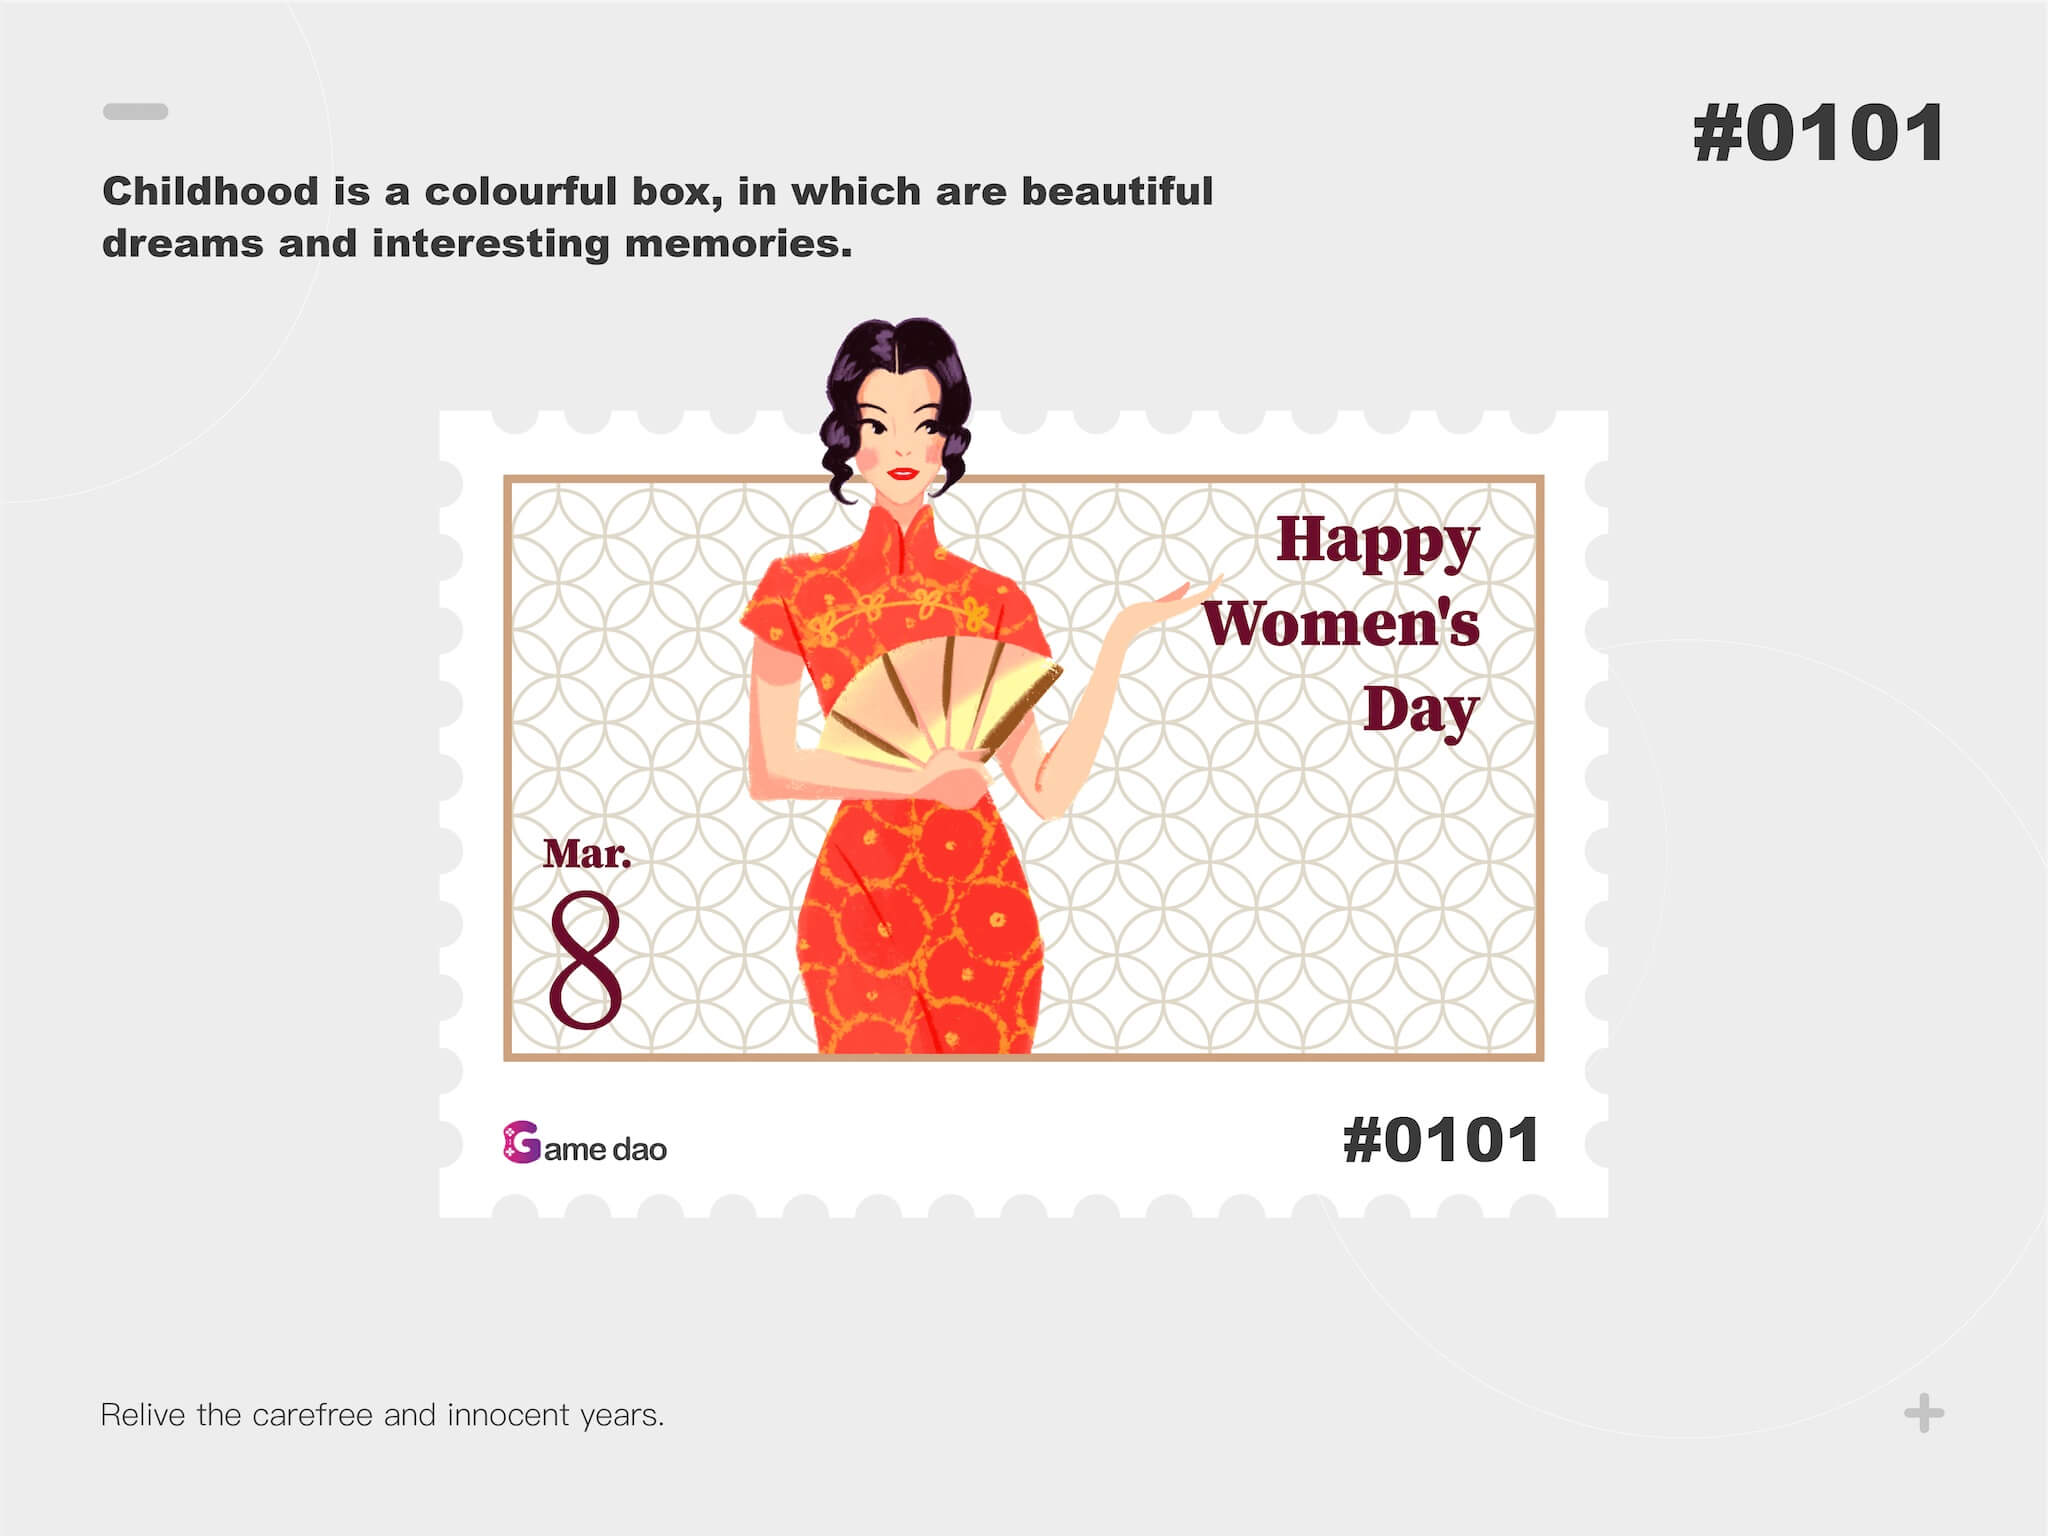 #0101
Childhood is a colourful box, in which are beautiful
dreams and interesting memories.
Happy
Women's
Day
Mar.
8
Game dao
#0101
Relive the carefree and innocent years.